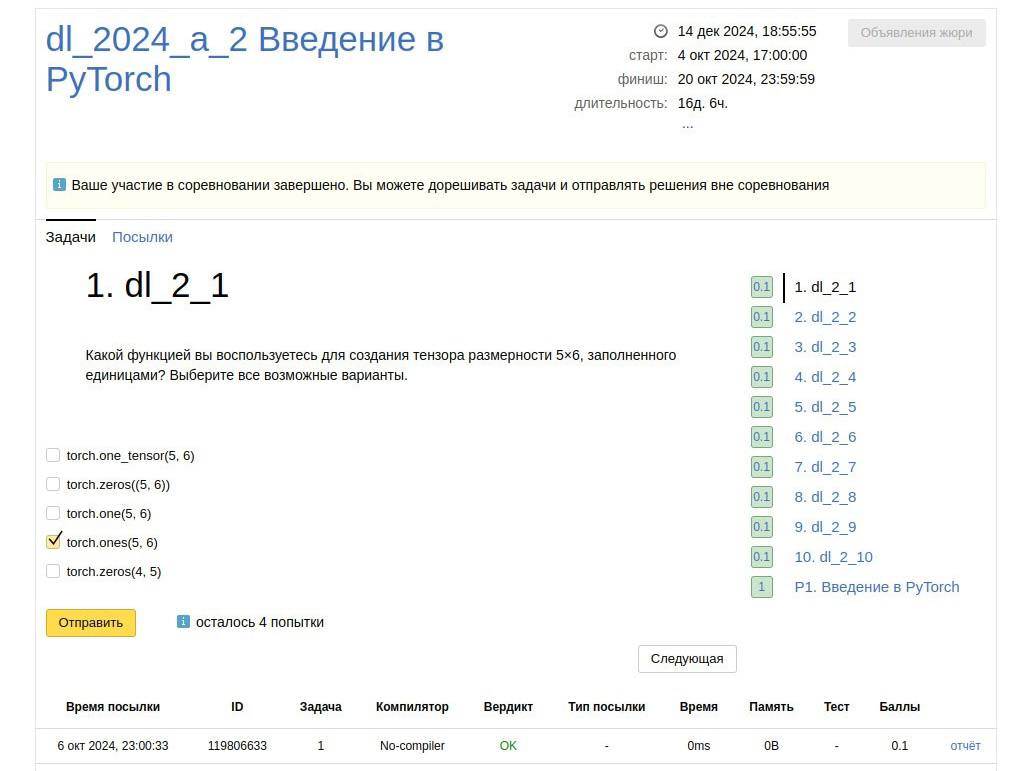 dl_2024_a_2 Введение в
PyTorch
14 дек 2024, 18:55:55
старт: 4 окт 2024, 17:00:00
финиш: 20 окт 2024, 23:59:59
длительность: 16д. 6ч.
...
Объявления жюри
Ваше участие в соревновании завершено. Вы можете дорешивать задачи и отправлять решения вне соревнования
Задачи Посылки
1. dl_2_1
Какой функцией вы воспользуетесь для создания тензора размерности 5×6, заполненного
единицами? Выберите все возможные варианты.
torch.one_tensor(5, 6)
torch.zeros((5, 6))
torch.one(5, 6)
torch.ones(5, 6)
torch.zeros(4, 5)
Отправить осталось 4 попытки
Следующая
0.1 1. dl_2_1
0.1 2. dl_2_2
0.1 3. dl_2_3
0.1 4. dl_2_4
0.1 5. dl_2_5
0.1 6. dl_2_6
0.1 7. dl_2_7
0.1 8. dl_2_8
0.1 9. dl_2_9
0.1 10. dl_2_10
1 P1. Введение в PyTorch
Время посылки ID Задача Компилятор Вердикт Тип посылки Время Память Тест Баллы
6 окт 2024, 23:00:33 119806633 1 No-compiler OK - 0ms 0B - 0.1 отчёт